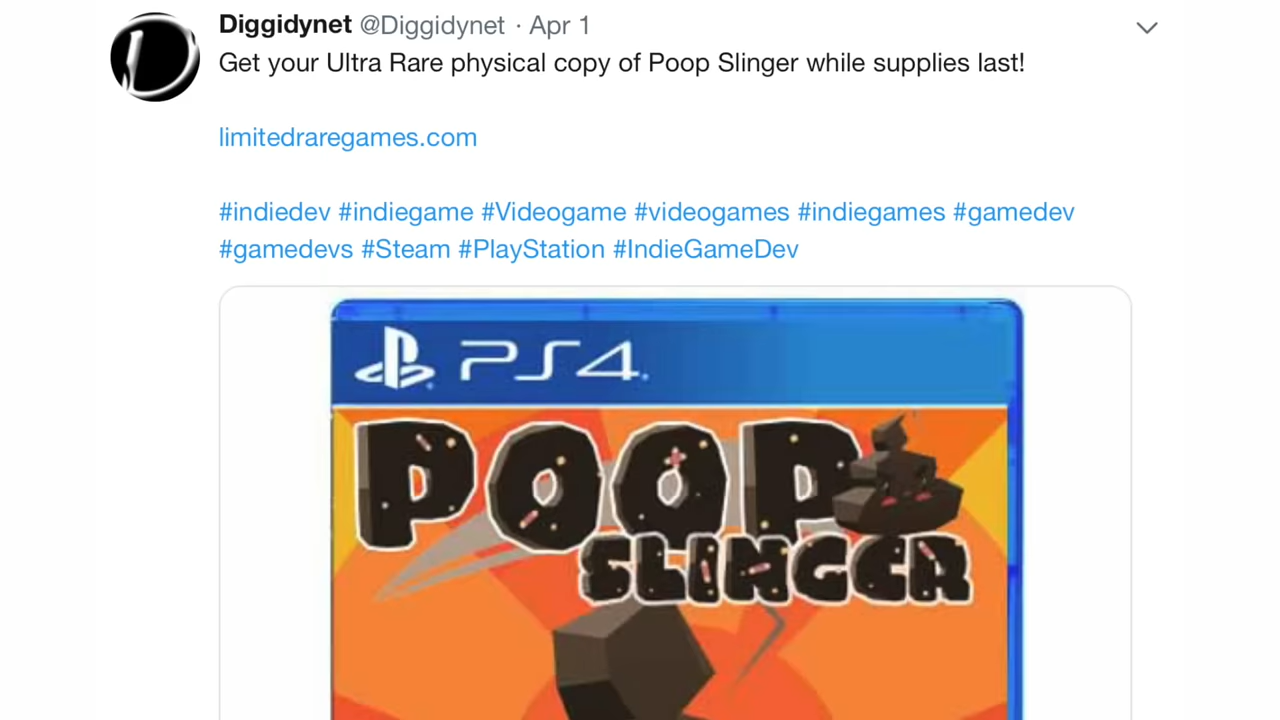 Diggidynet @Diggidynet · Apr 1
Get your Ultra Rare physical copy of Poop Slinger while supplies last!
limitedraregames.com
#indiedev #indiegame #Videogame #videogames #indiegames #gamedev
#gamedevs #Steam #PlayStation #IndieGameDev
PS4
POOP
SLINGER